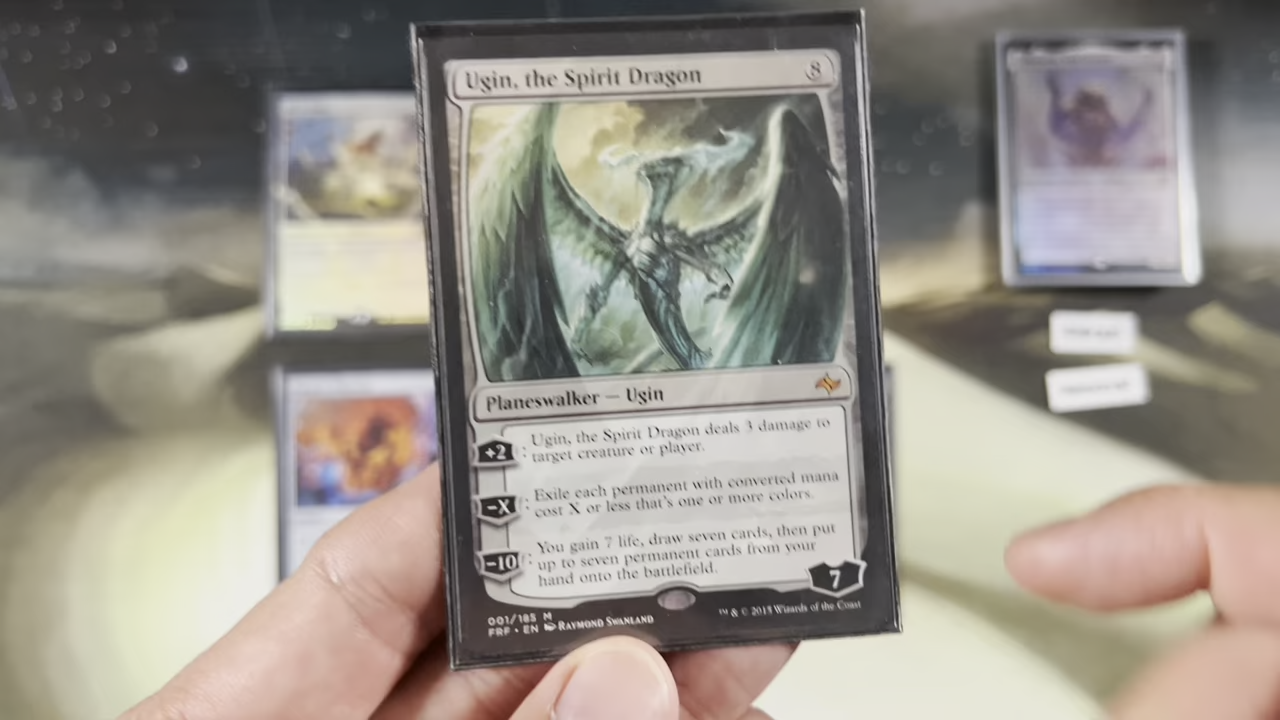 Ugin, the Spirit Dragon 8
Planeswalker — Ugin
+2: Ugin, the Spirit Dragon deals 3 damage to
target creature or player.
-X: Exile each permanent with converted mana
cost X or less that's one or more colors.
-10: You gain 7 life, draw seven cards, then put
up to seven permanent cards from your
hand onto the battlefield.
7
001/185 M
FRF • EN Raymond Swanland
™ & © 2015 Wizards of the Coast